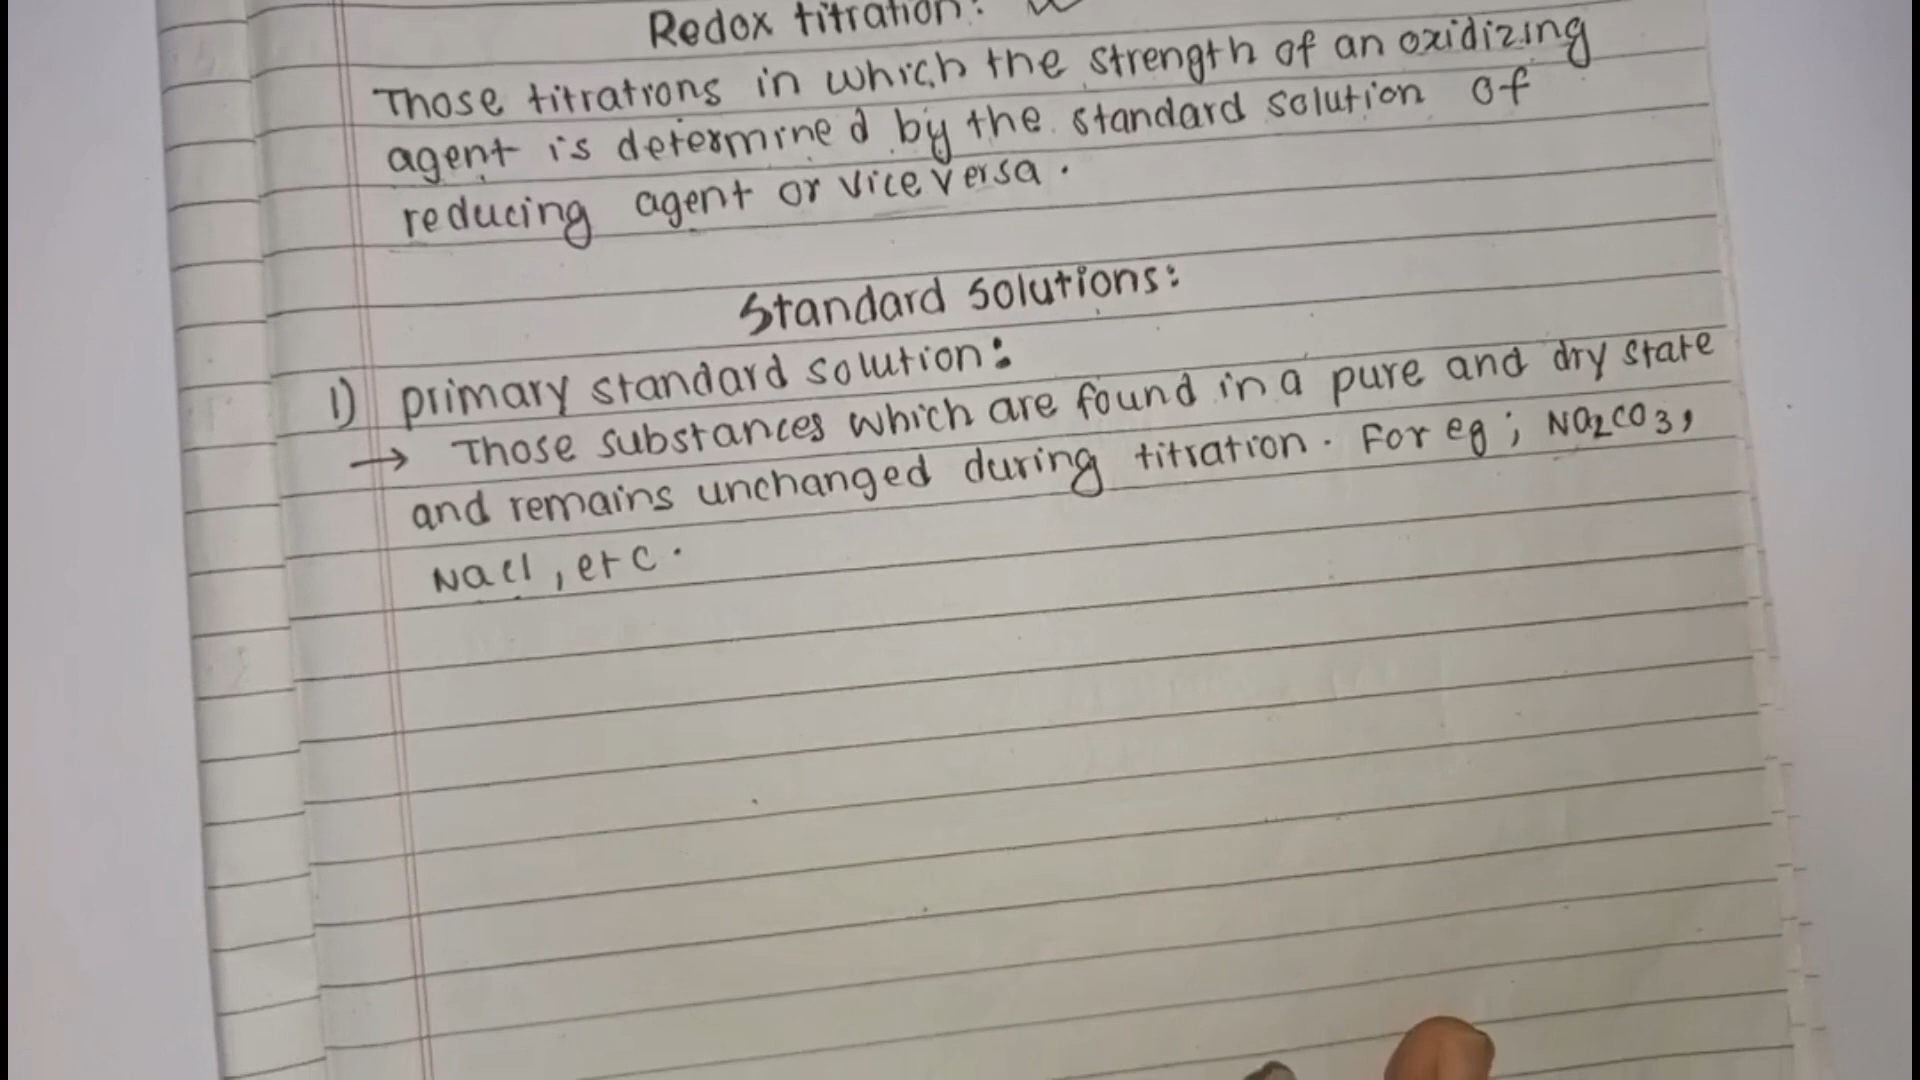 Redox titration:
Those titrations in which the strength of an oxidizing
agent is determined by the standard solution of
reducing agent or vice versa.
Standard solutions:
1) primary standard solution:
→ Those substances which are found in a pure and dry state
and remains unchanged during titration. For eg; Na2CO3,
Nacl, etc.